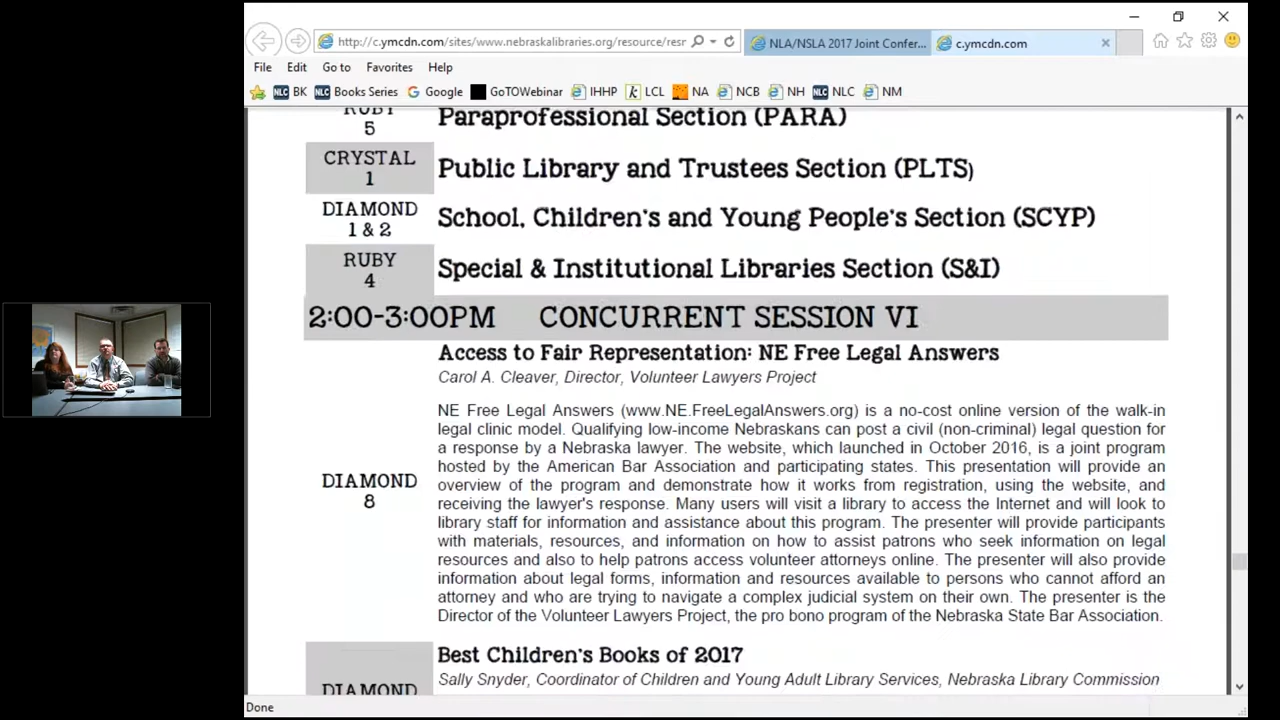 http://c.ymcdn.com/sites/www.nebraskalibraries.org/resource/resr
NLA/NSLA 2017 Joint Confer...
c.ymcdn.com
File Edit Go to Favorites Help
NLC BK NLC Books Series G Google GoTOWebinar IHHP k LCL NA NCB NH NLC NLC NM
RUBY
5
Paraprofessional Section (PARA)
CRYSTAL
1
Public Library and Trustees Section (PLTS)
DIAMOND
1 & 2
School, Children's and Young People's Section (SCYP)
RUBY
4
Special & Institutional Libraries Section (S&I)
2:00-3:00PM CONCURRENT SESSION VI
Access to Fair Representation: NE Free Legal Answers
Carol A. Cleaver, Director, Volunteer Lawyers Project
DIAMOND
8
NE Free Legal Answers (www.NE.FreeLegalAnswers.org) is a no-cost online version of the walk-in
legal clinic model. Qualifying low-income Nebraskans can post a civil (non-criminal) legal question for
a response by a Nebraska lawyer. The website, which launched in October 2016, is a joint program
hosted by the American Bar Association and participating states. This presentation will provide an
overview of the program and demonstrate how it works from registration, using the website, and
receiving the lawyer's response. Many users will visit a library to access the Internet and will look to
library staff for information and assistance about this program. The presenter will provide participants
with materials, resources, and information on how to assist patrons who seek information on legal
resources and also to help patrons access volunteer attorneys online. The presenter will also provide
information about legal forms, information and resources available to persons who cannot afford an
attorney and who are trying to navigate a complex judicial system on their own. The presenter is the
Director of the Volunteer Lawyers Project, the pro bono program of the Nebraska State Bar Association.
DIAMOND
Best Children's Books of 2017
Sally Snyder, Coordinator of Children and Young Adult Library Services, Nebraska Library Commission
Done